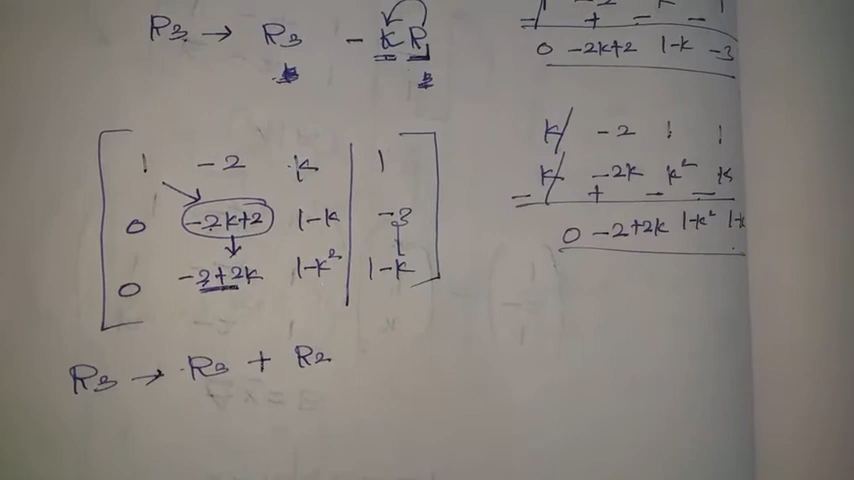 R3 → R3 - K R1
1 -2 K 1
0 -2K+2 1-K -3
0 -2+2K 1-K² 1-K
R3 → R3 + R2
+ - -
0 -2K+2 1-K -3
K -2 1 1
- K + -2K - K² - K
0 -2+2K 1-K² 1-K